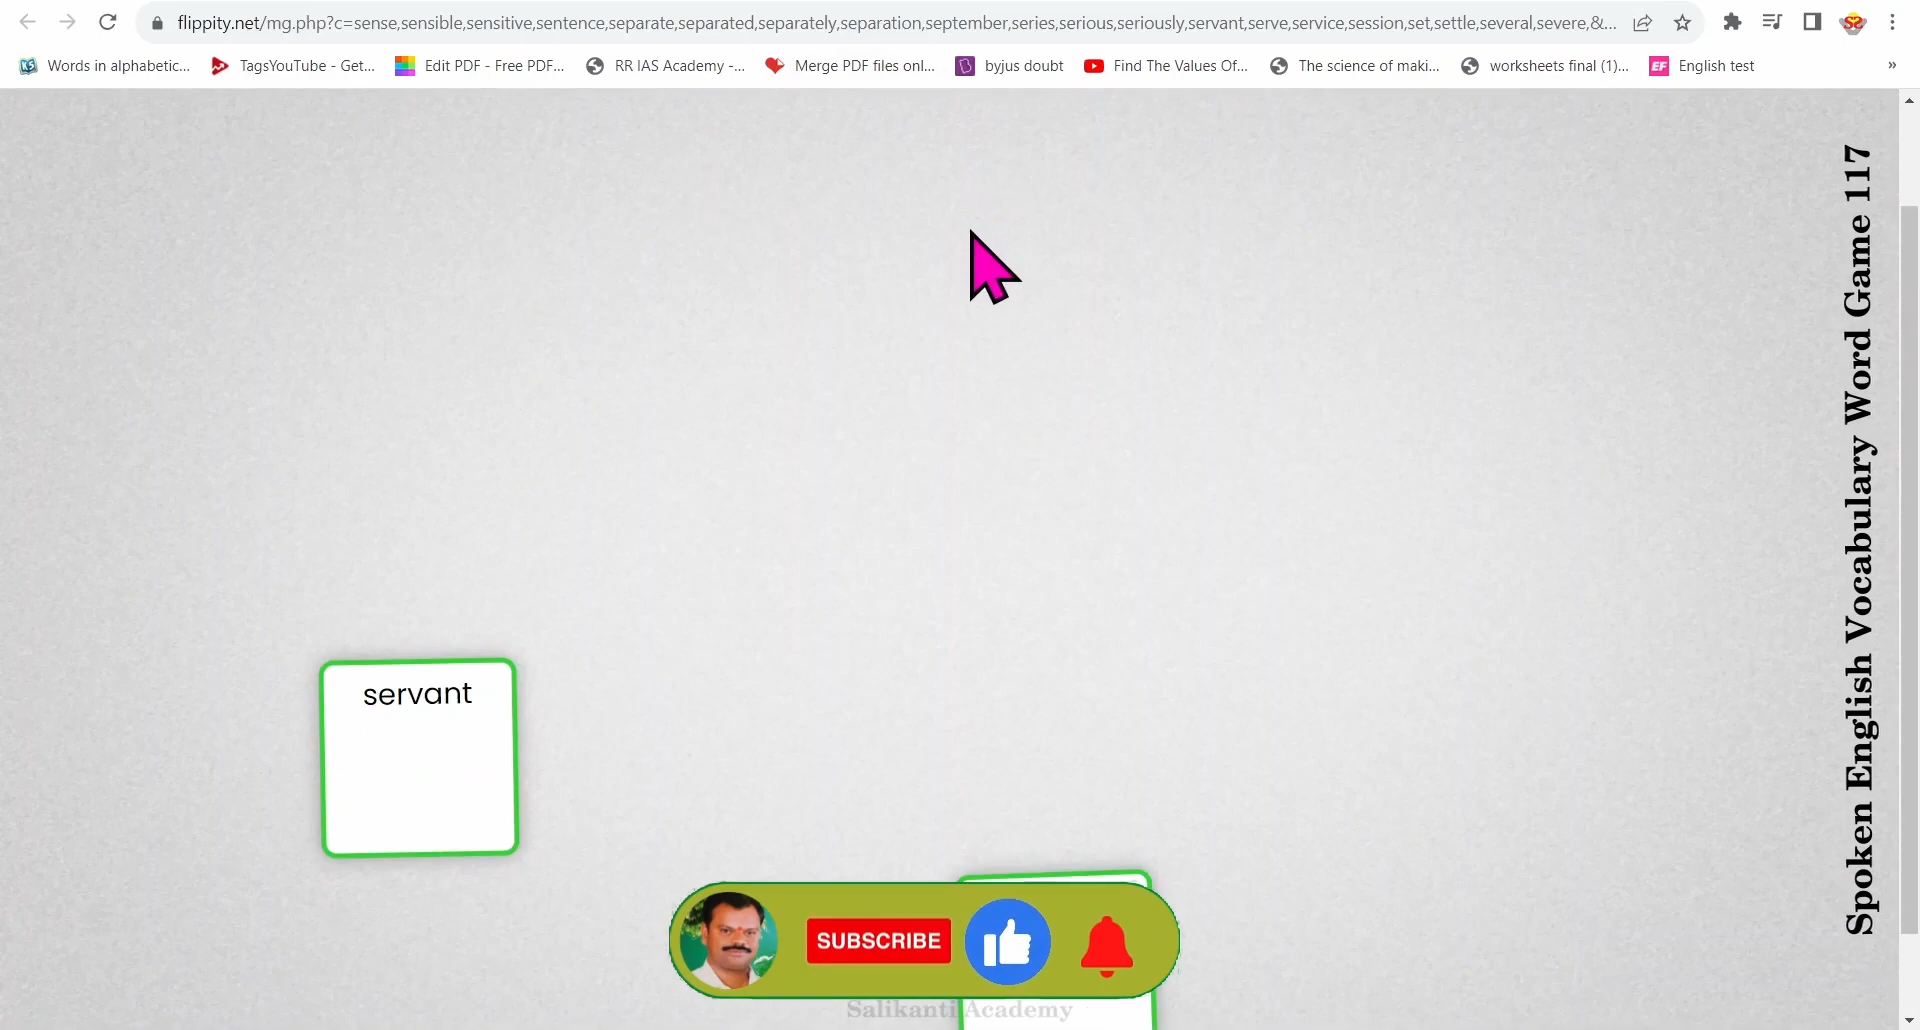 flippity.net/mg.php?c=sense,sensible,sensitive,sentence,separate,separated,separately,separation,september,series,serious,seriously,servant,serve,service,session,set,settle,several,severe,&...
Words in alphabetic...
TagsYouTube - Get...
Edit PDF - Free PDF...
RR IAS Academy -...
Merge PDF files onl...
byjus doubt
Find The Values Of...
The science of maki...
worksheets final (1)...
EF
English test
»
Spoken English Vocabulary Word Game 117
servant
SUBSCRIBE
Salikanti Academy